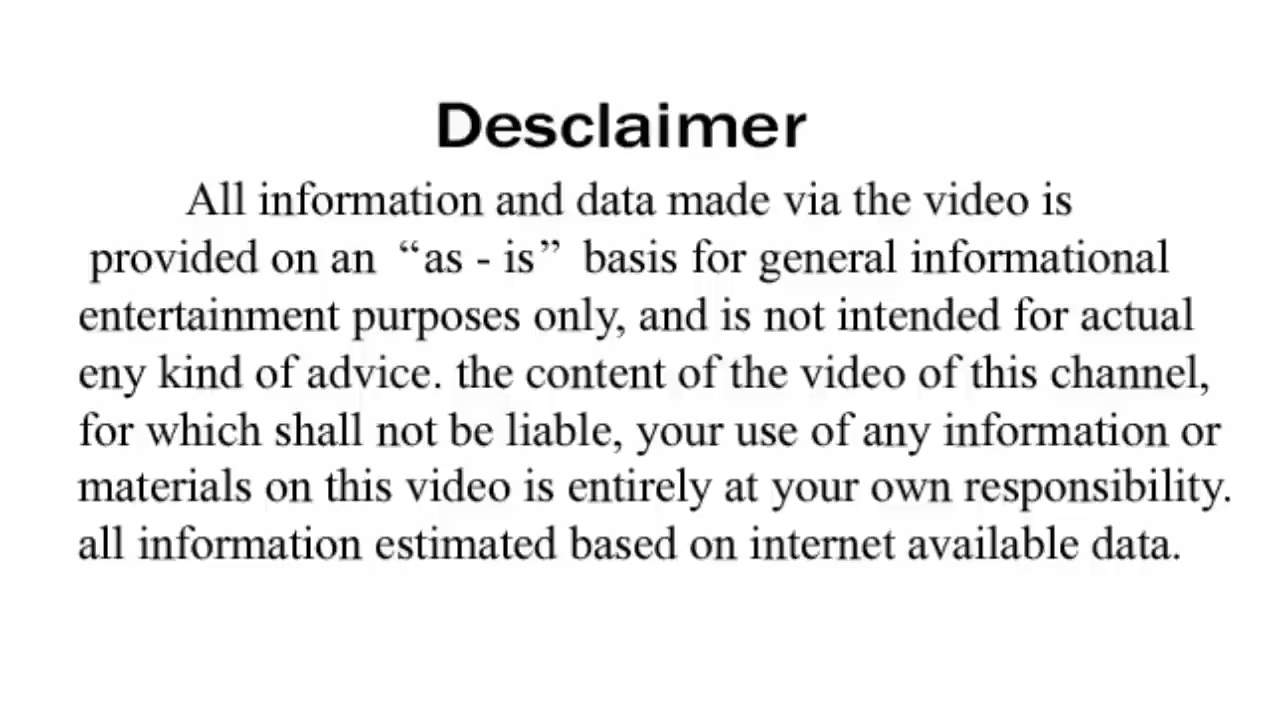 Desclaimer
All information and data made via the video is
provided on an “as - is” basis for general informational
entertainment purposes only, and is not intended for actual
eny kind of advice. the content of the video of this channel,
for which shall not be liable, your use of any information or
materials on this video is entirely at your own responsibility.
all information estimated based on internet available data.